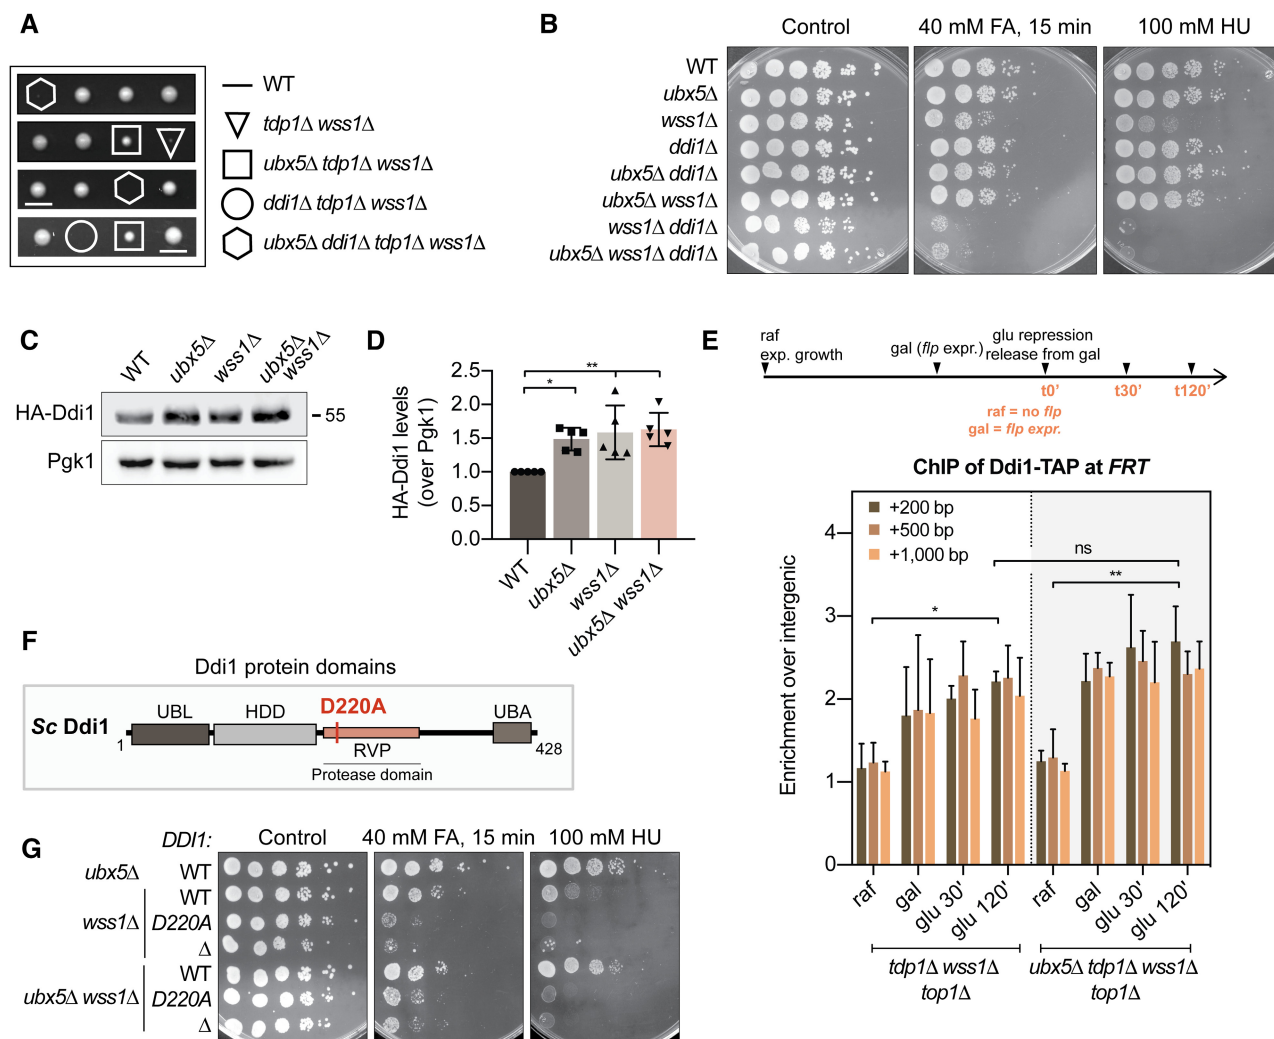 A
WT
tdp1Δ wss1Δ
ubx5Δ tdp1Δ wss1Δ
ddi1Δ tdp1Δ wss1Δ
ubx5Δ ddi1Δ tdp1Δ wss1Δ
B
Control 40 mM FA, 15 min 100 mM HU
WT
ubx5Δ
wss1Δ
ddi1Δ
ubx5Δ ddi1Δ
ubx5Δ wss1Δ
wss1Δ ddi1Δ
ubx5Δ wss1Δ ddi1Δ
C
WT ubx5Δ wss1Δ ubx5Δ wss1Δ
HA-Ddi1
55
Pgk1
D
HA-Ddi1 levels
(over Pgk1)
2.5
2.0
1.5
1.0
0.5
0.0
* **
WT ubx5Δ wss1Δ ubx5Δ wss1Δ
E
raf
exp. growth
gal (flp expr.)
glu repression
release from gal
t0' t30' t120'
raf = no flp
gal = flp expr.
ChIP of Ddi1-TAP at FRT
+200 bp
+500 bp
+1,000 bp
Enrichment over intergenic
4
3
2
1
0
* ns **
raf gal glu 30' glu 120' raf gal glu 30' glu 120'
tdp1Δ wss1Δ
top1Δ
ubx5Δ tdp1Δ wss1Δ
top1Δ
F
Ddi1 protein domains
Sc Ddi1
1
UBL HDD D220A UBA
RVP
Protease domain
428
G
DDI1: Control 40 mM FA, 15 min 100 mM HU
ubx5Δ WT
wss1Δ WT
D220A
Δ
ubx5Δ wss1Δ WT
D220A
Δ